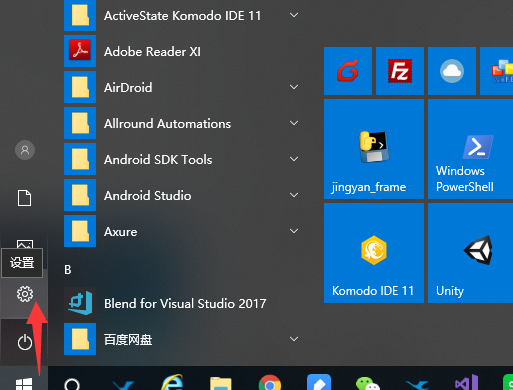 ActiveState Komodo IDE 11
Adobe Reader XI
AirDroid
Allround Automations
Android SDK Tools
Android Studio
Axure
B
Blend for Visual Studio 2017
百度网盘
设置
jingyan_frame
Windows
PowerShell
Komodo IDE 11
Unity